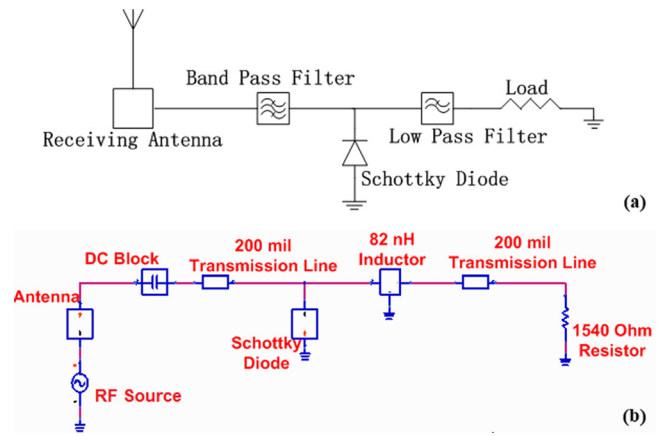 Band Pass Filter
Load
Receiving Antenna
Low Pass Filter
Schottky Diode
(a)
200 mil
Transmission Line
82 nH
Inductor
200 mil
Transmission Line
DC Block
Antenna
Schottky
Diode
1540 Ohm
Resistor
RF Source
(b)